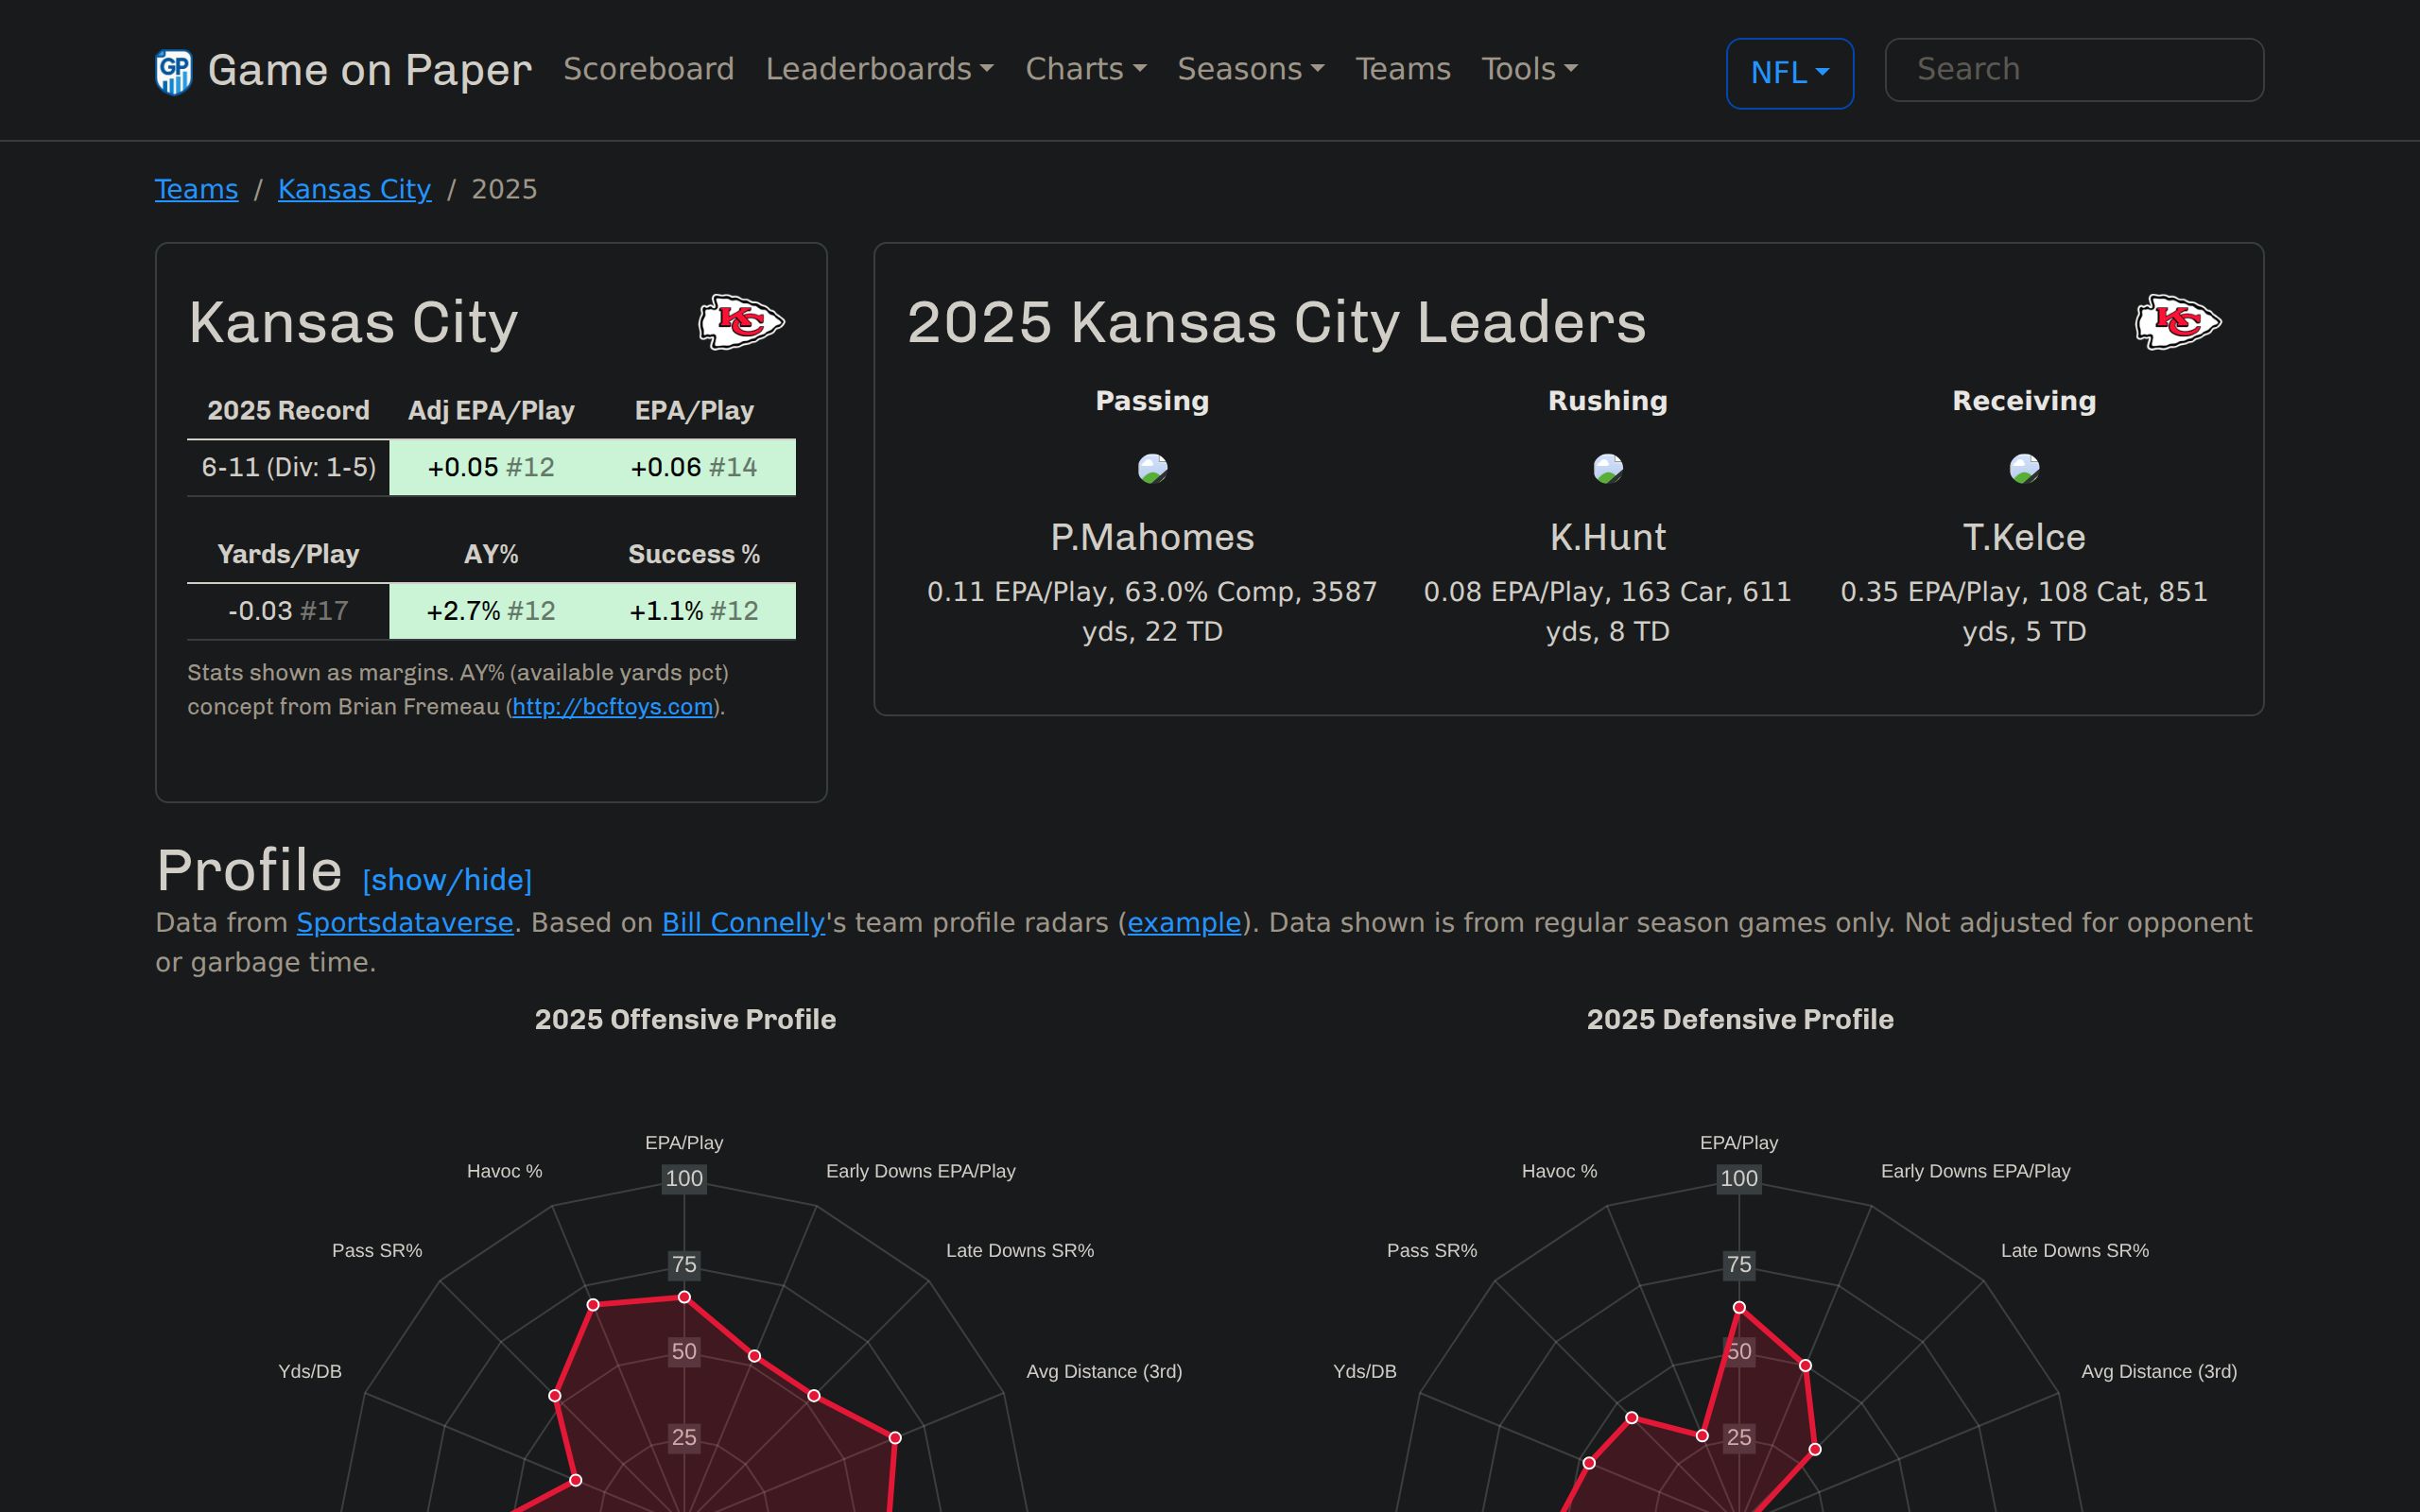 GP Game on Paper Scoreboard Leaderboards Charts Seasons Teams Tools NFL Search
Teams / Kansas City / 2025
Kansas City KC
2025 Record Adj EPA/Play EPA/Play
6-11 (Div: 1-5) +0.05 #12 +0.06 #14
Yards/Play AY% Success %
-0.03 #17 +2.7% #12 +1.1% #12
Stats shown as margins. AY% (available yards pct)
concept from Brian Fremeau (http://bcftoys.com).
2025 Kansas City Leaders KC
Passing
P.Mahomes
0.11 EPA/Play, 63.0% Comp, 3587
yds, 22 TD
Rushing
K.Hunt
0.08 EPA/Play, 163 Car, 611
yds, 8 TD
Receiving
T.Kelce
0.35 EPA/Play, 108 Cat, 851
yds, 5 TD
Profile [show/hide]
Data from Sportsdataverse. Based on Bill Connelly's team profile radars (example). Data shown is from regular season games only. Not adjusted for opponent
or garbage time.
2025 Offensive Profile
EPA/Play
Havoc %
Early Downs EPA/Play
100
Pass SR%
Late Downs SR%
75
50
Yds/DB
Avg Distance (3rd)
25
2025 Defensive Profile
EPA/Play
Havoc %
Early Downs EPA/Play
100
Pass SR%
Late Downs SR%
75
50
Yds/DB
Avg Distance (3rd)
25